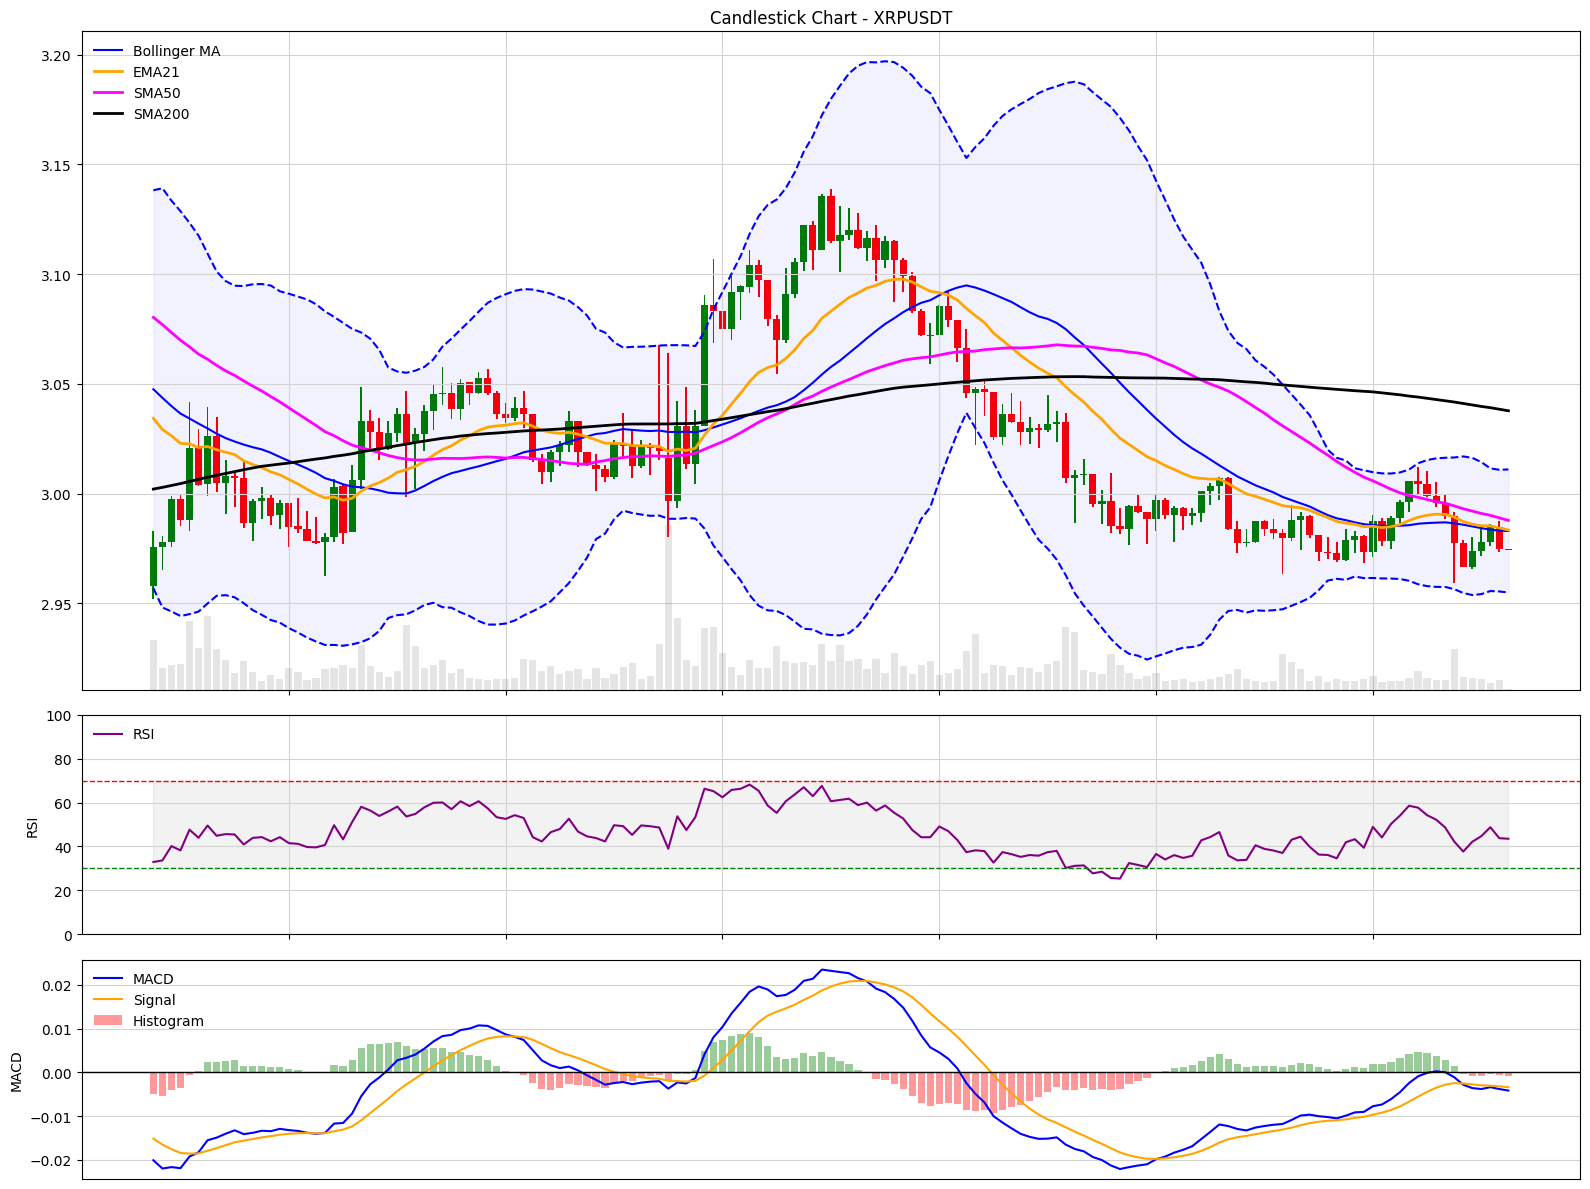 Candlestick Chart - XRPUSDT
Bollinger MA
EMA21
SMA50
SMA200
3.20
3.15
3.10
3.05
3.00
2.95
RSI
RSI
100
80
60
40
20
0
MACD
Signal
Histogram
MACD
0.02
0.01
0.00
−0.01
−0.02